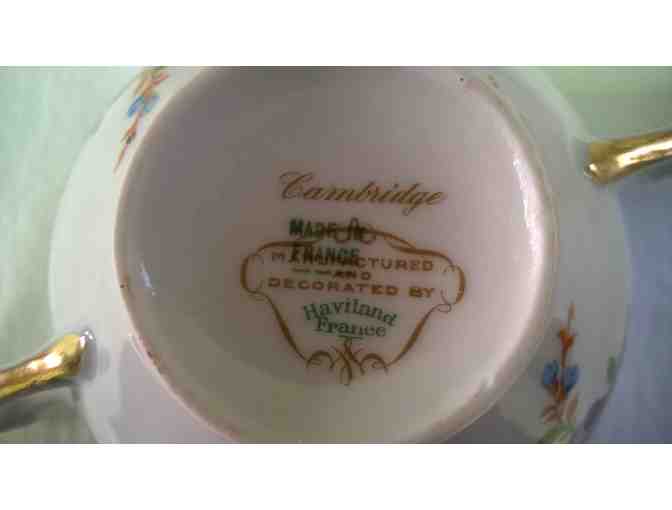 Cambridge
MADE IN
FRANCE
MANUFACTURED
AND
DECORATED BY
Haviland
France